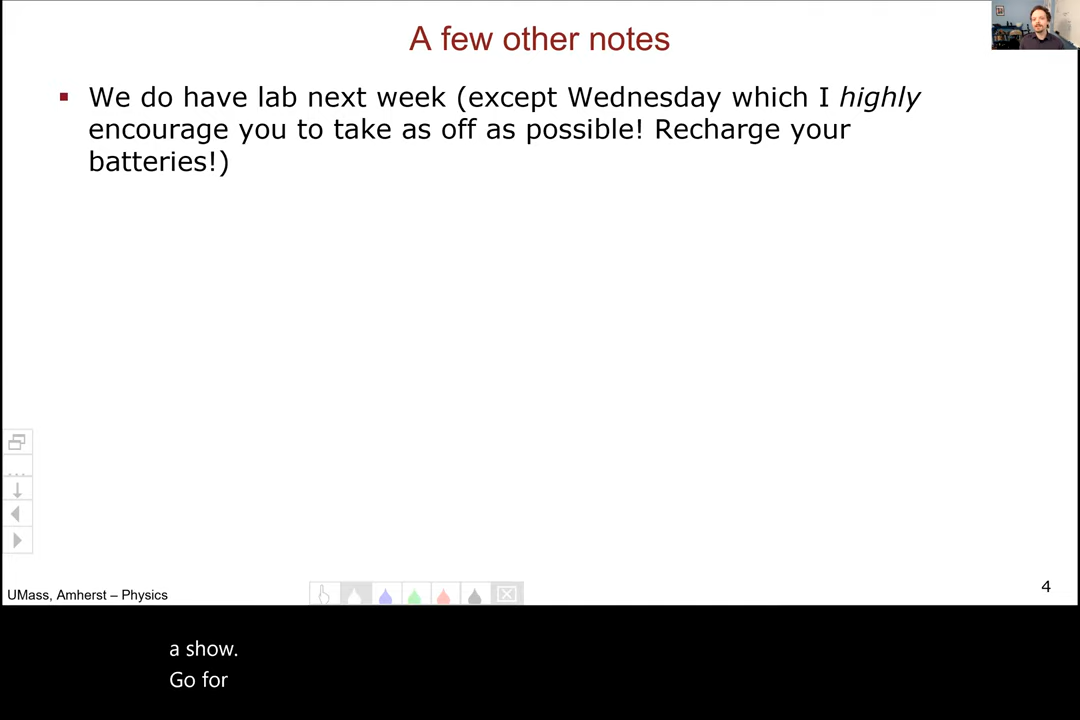 A few other notes
▪ We do have lab next week (except Wednesday which I highly
encourage you to take as off as possible! Recharge your
batteries!)
UMass, Amherst – Physics
4
a show.
Go for